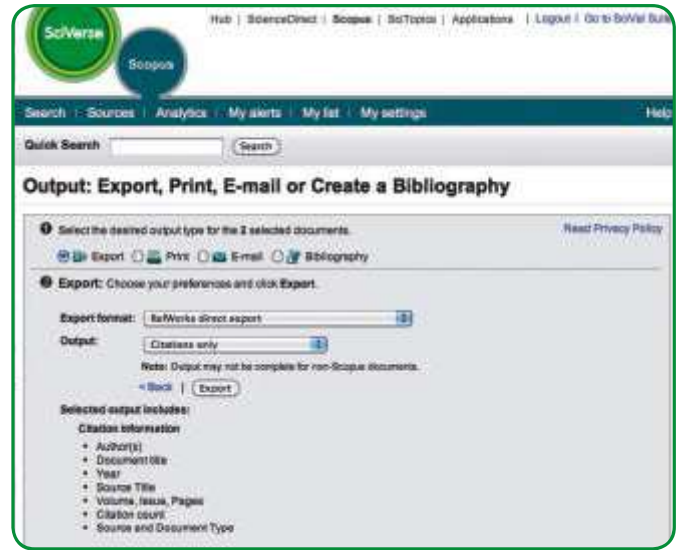 Hub | ScienceDirect | Scopus | SciTopics | Applications | Logout | Go to SciVal Suite
SciVerse
Scopus
Search | Sources | Analytics | My alerts | My list | My settings
Help
Quick Search
Search
Output: Export, Print, E-mail or Create a Bibliography
1 Select the desired output type for the 2 selected documents.
Read Privacy Policy
Export Print E-mail Bibliography
2 Export: Choose your preferences and click Export.
Export format: RefWorks direct export
Output: Citations only
Note: Output may not be complete for non-Scopus documents.
< Back | Export
Selected output includes:
Citation information
• Author(s)
• Document title
• Year
• Source Title
• Volume, Issue, Pages
• Citation count
• Source and Document Type